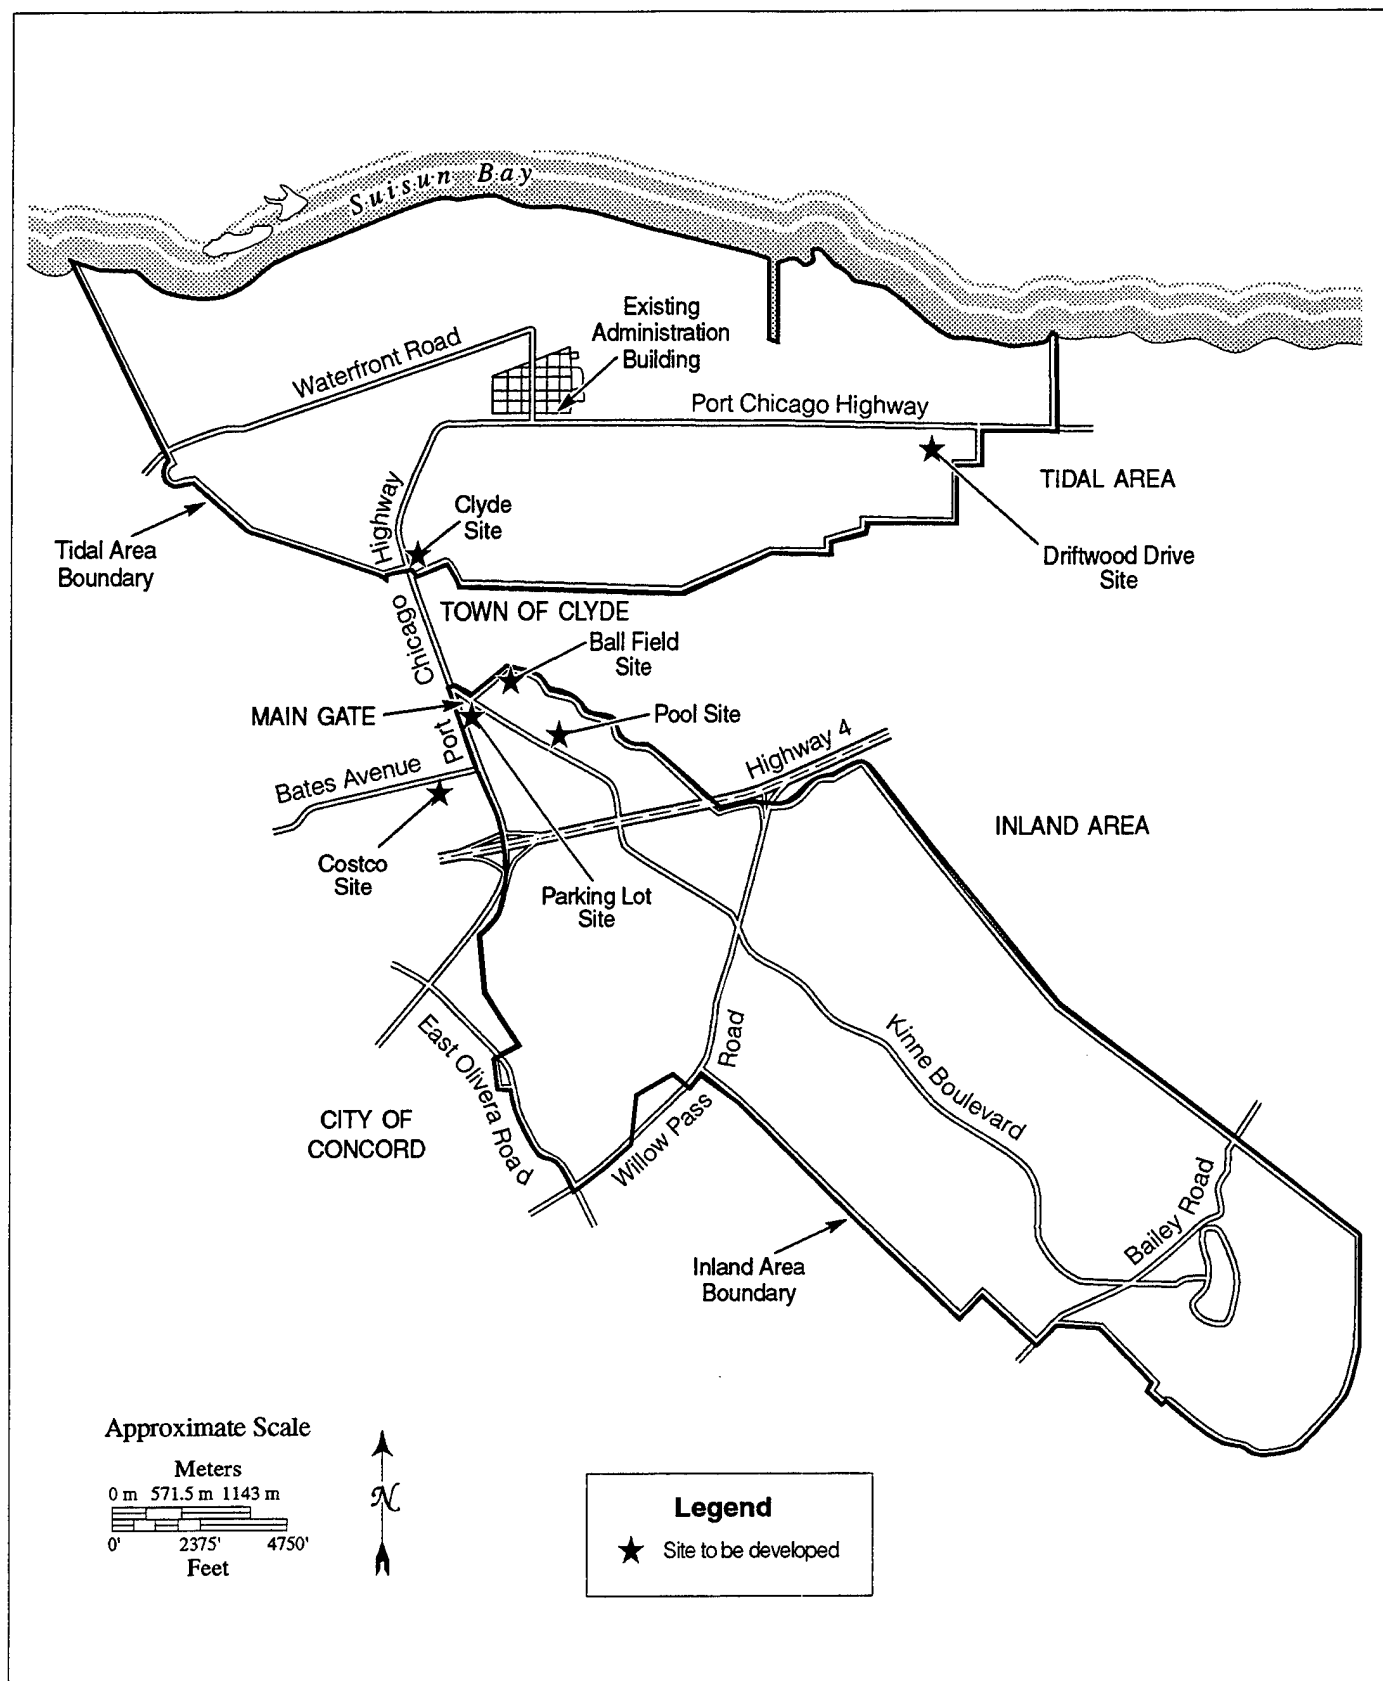 Suisun Bay
Existing
Administration
Building
Waterfront Road
Port Chicago Highway
TIDAL AREA
Highway
Clyde
Site
Tidal Area
Boundary
Driftwood Drive
Site
Chicago
TOWN OF CLYDE
Ball Field
Site
MAIN GATE
Port
Pool Site
Highway 4
Bates Avenue
INLAND AREA
Costco
Site
Parking Lot
Site
Road
Kinne Boulevard
East Olivera Road
CITY OF
CONCORD
Willow Pass
Bailey Road
Inland Area
Boundary
Approximate Scale
Meters
0 m 571.5 m 1143 m
0' 2375' 4750'
Feet
N
Legend
Site to be developed